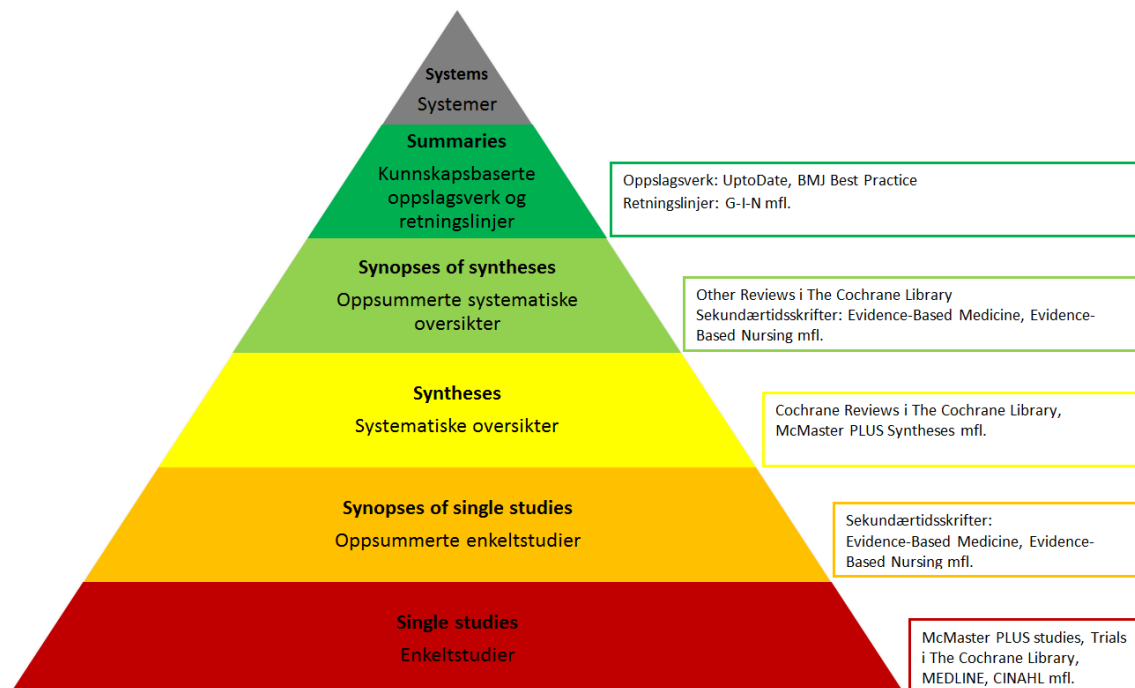 Systems
Systemer
Summaries
Kunnskapsbaserte
oppslagsverk og
retningslinjer
Oppslagsverk: UptoDate, BMJ Best Practice
Retningslinjer: G-I-N mfl.
Synopses of syntheses
Oppsummerte systematiske
oversikter
Other Reviews i The Cochrane Library
Sekundærtidsskrifter: Evidence-Based Medicine, Evidence-
Based Nursing mfl.
Syntheses
Systematiske oversikter
Cochrane Reviews i The Cochrane Library,
McMaster PLUS Syntheses mfl.
Synopses of single studies
Oppsummerte enkeltstudier
Sekundærtidsskrifter:
Evidence-Based Medicine, Evidence-
Based Nursing mfl.
Single studies
Enkeltstudier
McMaster PLUS studies, Trials
i The Cochrane Library,
MEDLINE, CINAHL mfl.